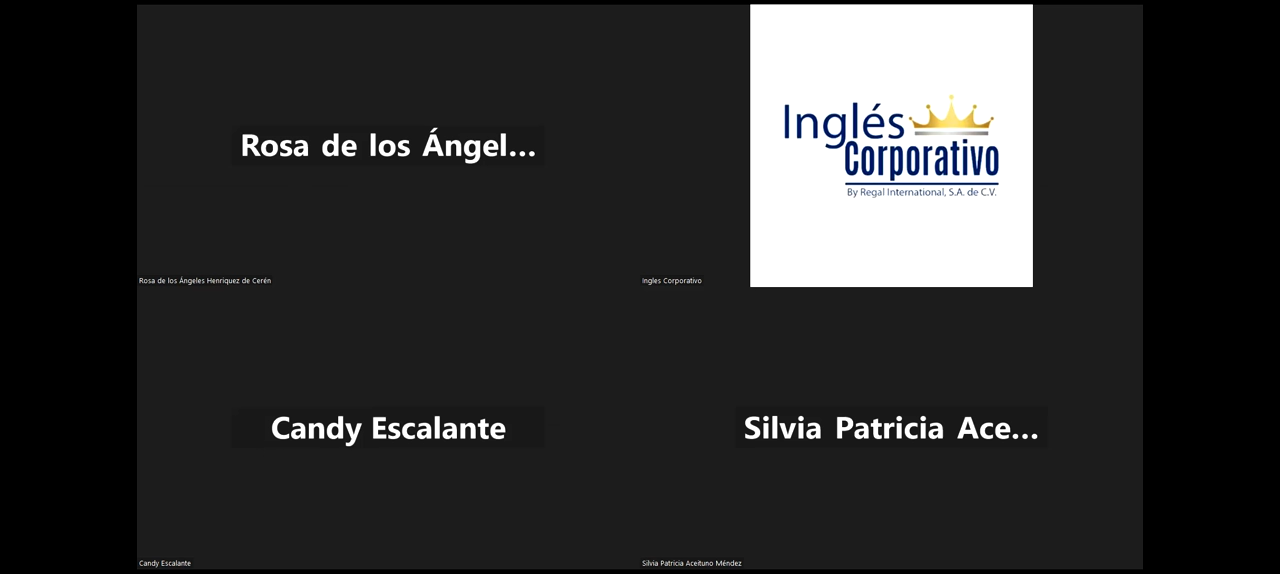 Rosa de los Ángel...
Rosa de los Ángeles Henriquez de Cerén
Inglés
Corporativo
By Regal International, S.A. de C.V.
Ingles Corporativo
Candy Escalante
Candy Escalante
Silvia Patricia Ace...
Silvia Patricia Aceituno Méndez